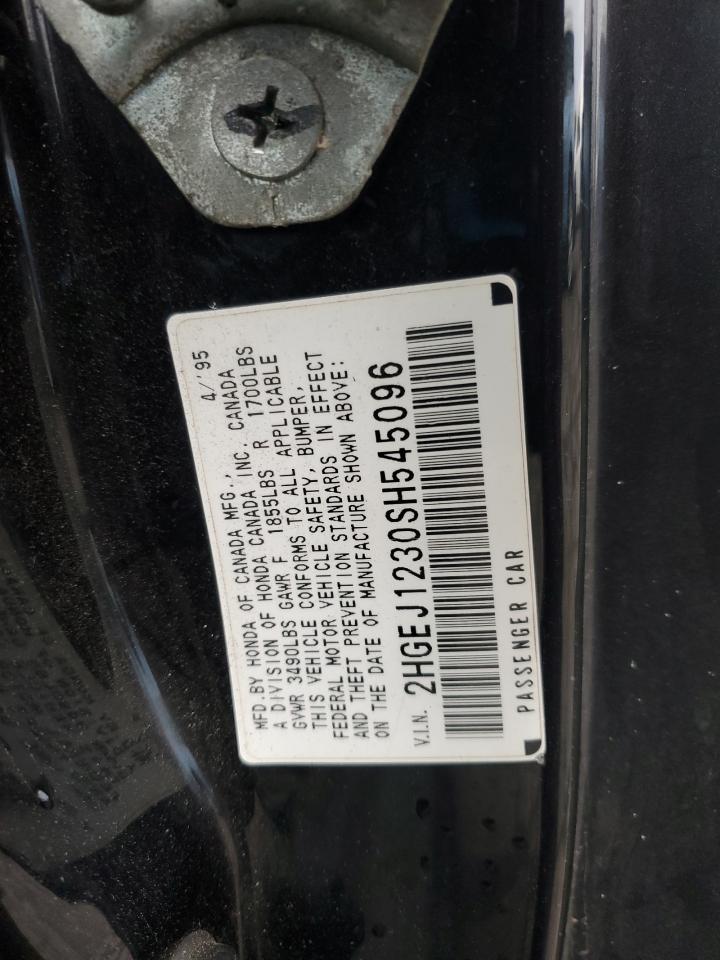 4/'95
MFD.BY HONDA OF CANADA MFG.,
A DIVISION OF HONDA CANADA INC. CANADA
GVWR 3490LBS GAWR F 1855LBS R 1700LBS
THIS VEHICLE CONFORMS TO ALL APPLICABLE
FEDERAL MOTOR VEHICLE SAFETY, BUMPER,
AND THEFT PREVENTION STANDARDS IN EFFECT
ON THE DATE OF MANUFACTURE SHOWN ABOVE:
V.I.N. 2HGEJ1230SH545096
PASSENGER CAR